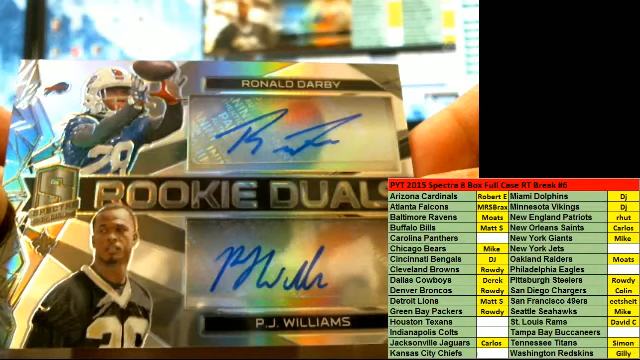 RONALD DARBY
28
ROOKIE DUALS
SPECTRA
P.J. WILLIAMS
PYT 2015 Spectra 8 Box Full Case RT Break #6
Arizona Cardinals Robert E Miami Dolphins Dj
Atlanta Falcons MRSBrax Minnesota Vikings Dj
Baltimore Ravens Moats New England Patriots rhut
Buffalo Bills Matt S New Orleans Saints Carlos
Carolina Panthers New York Giants Mike
Chicago Bears Mike New York Jets
Cincinnati Bengals DJ Oakland Raiders Moats
Cleveland Browns Rowdy Philadelphia Eagles
Dallas Cowboys Derek Pittsburgh Steelers Rowdy
Denver Broncos Rowdy San Diego Chargers Colin
Detroit Lions Matt S San Francisco 49ers eetsheit
Green Bay Packers Rowdy Seattle Seahawks Mike
Houston Texans St. Louis Rams David C
Indianapolis Colts Tampa Bay Buccaneers
Jacksonville Jaguars Carlos Tennessee Titans Simon
Kansas City Chiefs Washington Redskins Gilly